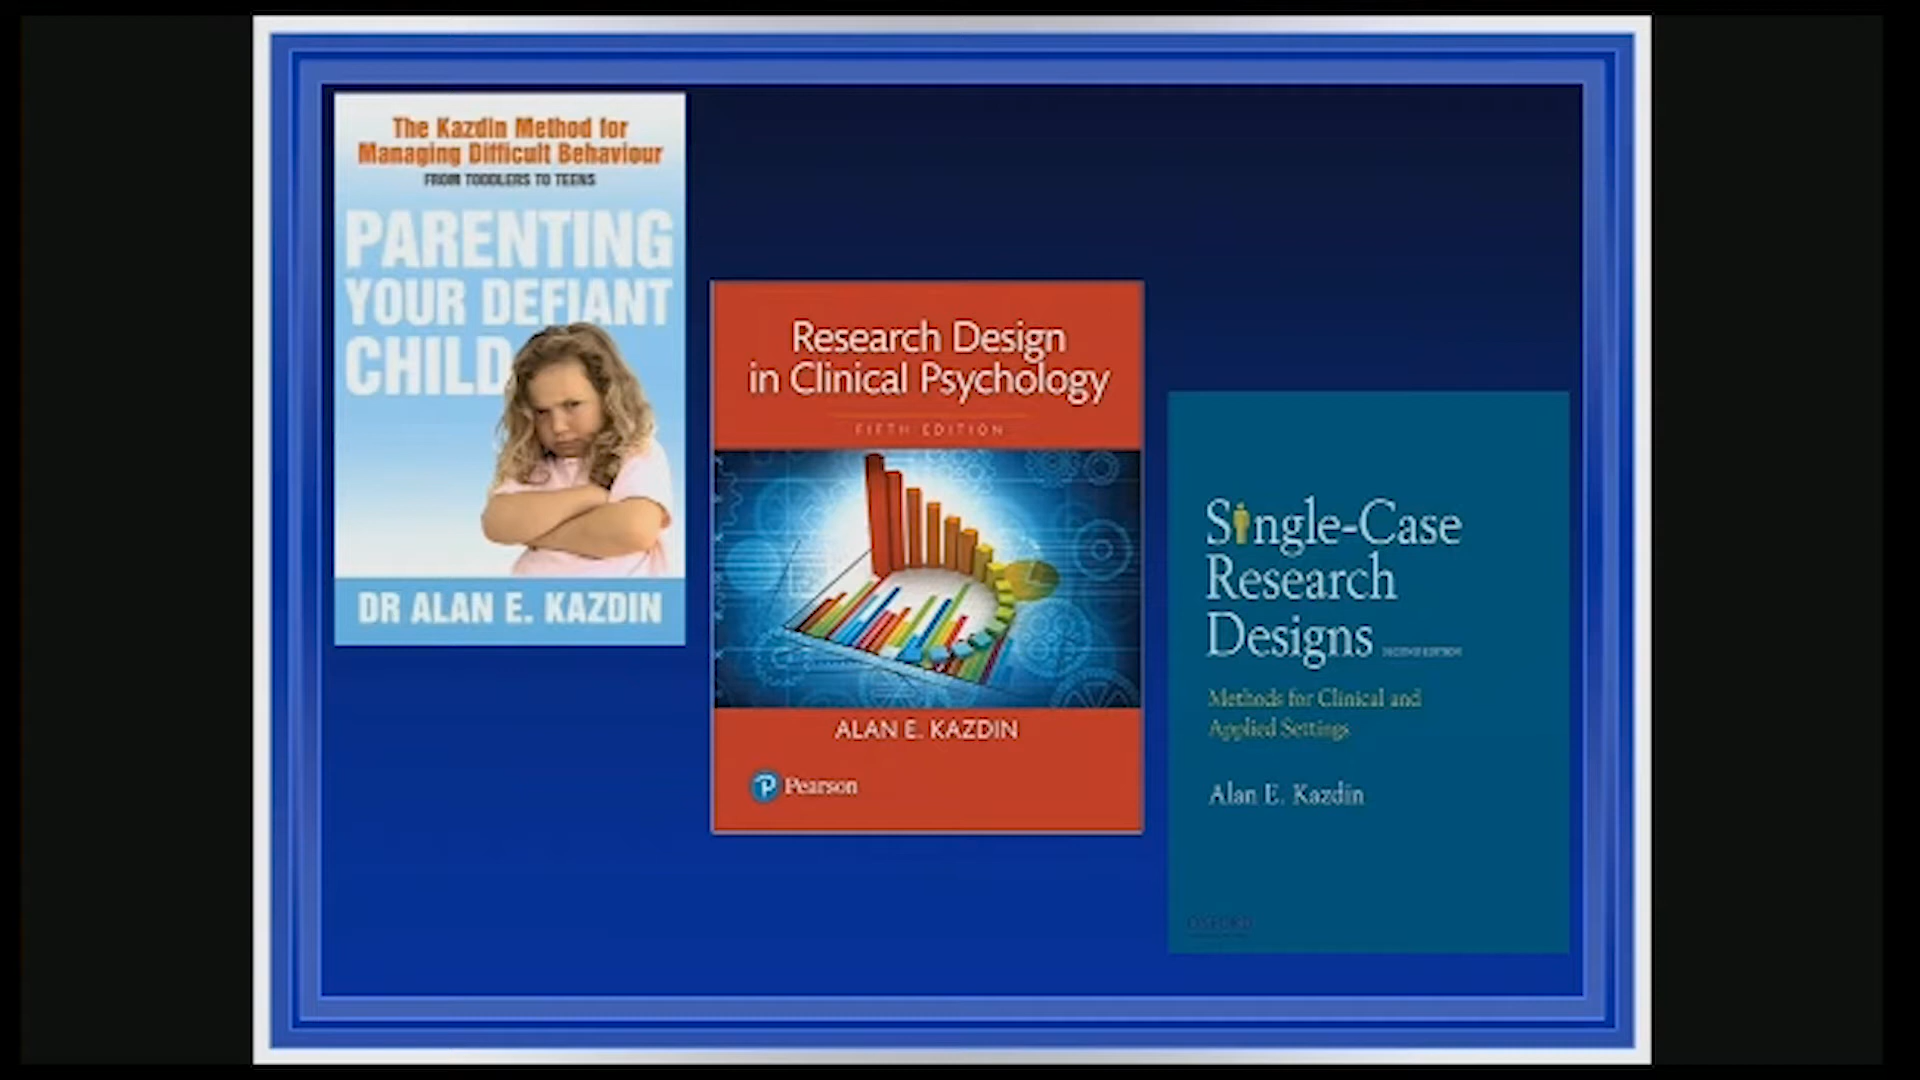 The Kazdin Method for
Managing Difficult Behaviour
FROM TODDLERS TO TEENS
PARENTING
YOUR DEFIANT
CHILD
DR ALAN E. KAZDIN
Research Design
in Clinical Psychology
FIFTH EDITION
ALAN E. KAZDIN
Pearson
Single-Case
Research
Designs SECOND EDITION
Methods for Clinical and
Applied Settings
Alan E. Kazdin
OXFORD